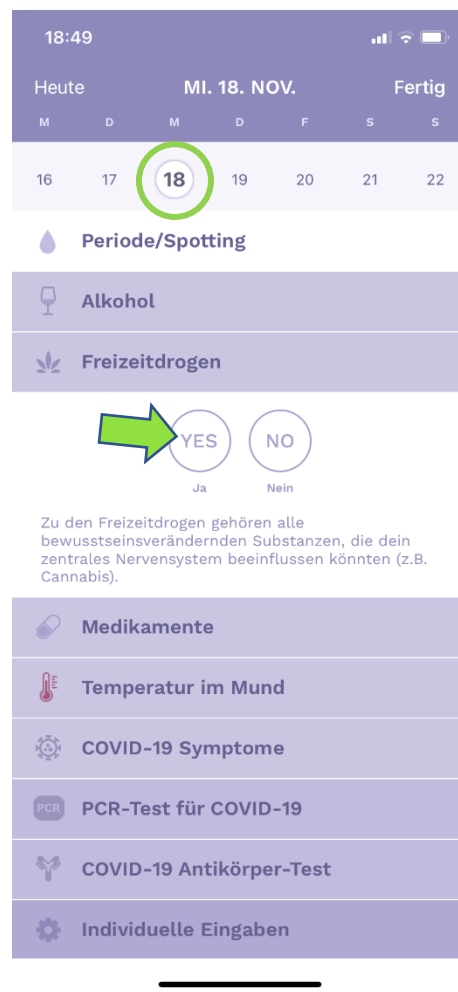 18:49
Heute MI. 18. NOV. Fertig
M D M D F S S
16 17 18 19 20 21 22
Periode/Spotting
Alkohol
Freizeitdrogen
YES NO
Ja Nein
Zu den Freizeitdrogen gehören alle
bewusstseinsverändernden Substanzen, die dein
zentrales Nervensystem beeinflussen könnten (z.B.
Cannabis).
Medikamente
Temperatur im Mund
COVID-19 Symptome
PCR PCR-Test für COVID-19
COVID-19 Antikörper-Test
Individuelle Eingaben